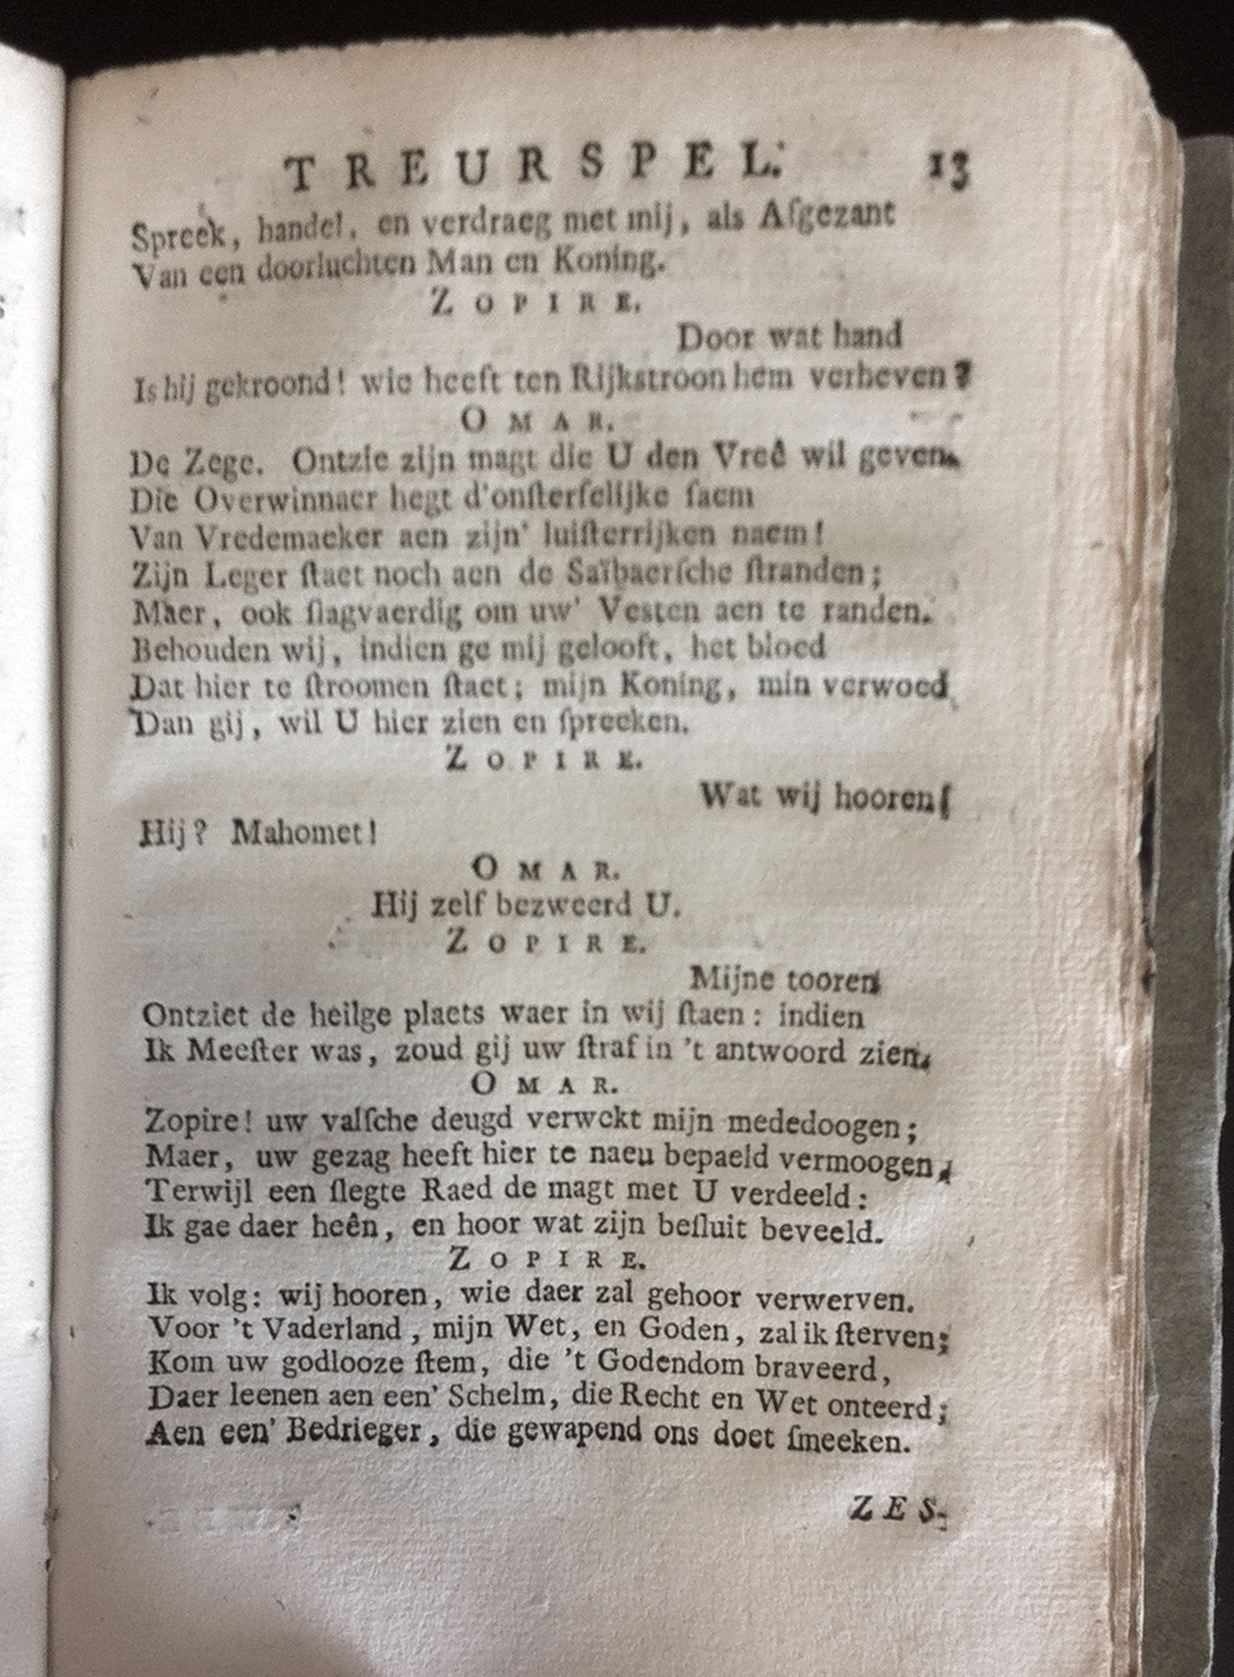 TREURSPEL. 13
Spreek, handel, en verdraeg met mij, als Afgezant
Van een doorluchten Man en Koning.
ZOPIRE.
Door wat hand
Is hij gekroond! wie heeft ten Rijkstroon hem verheven?
OMAR.
De Zege. Ontzie zijn magt die U den Vreê wil geven.
Die Overwinnaer hegt d'onſterfelijke faem
Van Vredemaeker aen zijn' luiſterrijken naem!
Zijn Leger ſtaet noch aen de Saïbaerſche ſtranden;
Maer, ook ſlagvaerdig om uw' Vesten aen te randen.
Behouden wij, indien ge mij gelooft, het bloed
Dat hier te ſtroomen ſtaet; mijn Koning, min verwoed
Dan gij, wil U hier zien en ſpreeken.
ZOPIRE.
Wat wij hooren!
Hij? Mahomet!
OMAR.
Hij zelf bezweerd U.
ZOPIRE.
Mijne tooren
Ontziet de heilge plaets waer in wij ſtaen: indien
Ik Meeſter was, zoud gij uw ſtraf in 't antwoord zien.
OMAR.
Zopire! uw valſche deugd verwekt mijn mededoogen;
Maer, uw gezag heeft hier te naeu bepaeld vermoogen,
Terwijl een ſlegte Raed de magt met U verdeeld:
Ik gae daer heên, en hoor wat zijn beſluit beveeld.
ZOPIRE.
Ik volg: wij hooren, wie daer zal gehoor verwerven.
Voor 't Vaderland, mijn Wet, en Goden, zal ik ſterven;
Kom uw godlooze ſtem, die 't Godendom braveerd,
Daer leenen aen een' Schelm, die Recht en Wet onteerd;
Aen een' Bedrieger, die gewapend ons doet ſmeeken.
ZES-